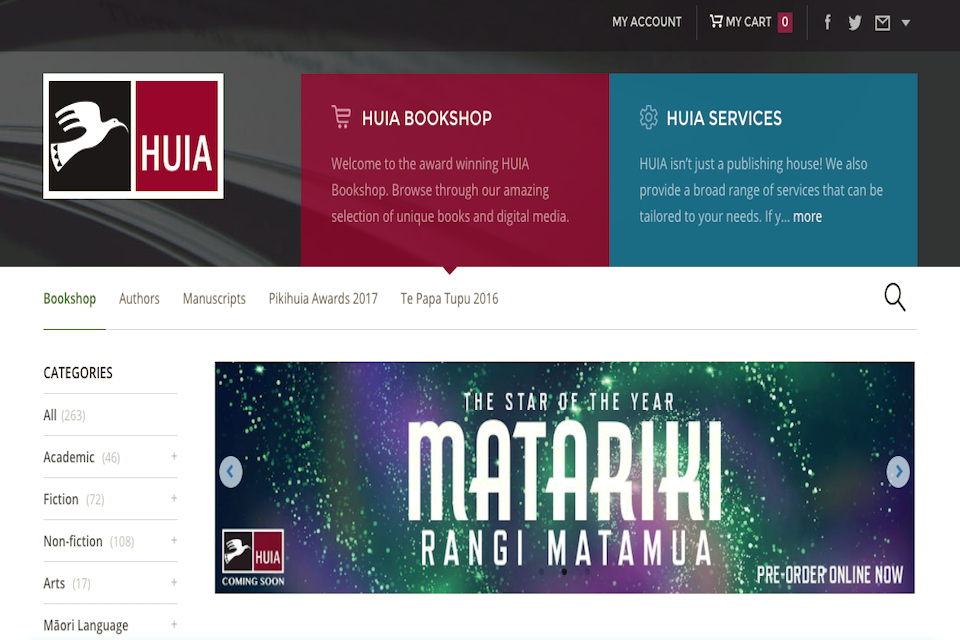 MY ACCOUNT
MY CART 0
HUIA
HUIA BOOKSHOP
Welcome to the award winning HUIA
Bookshop. Browse through our amazing
selection of unique books and digital media.
HUIA SERVICES
HUIA isn't just a publishing house! We also
provide a broad range of services that can be
tailored to your needs. If y... more
Bookshop Authors Manuscripts Pikihuia Awards 2017 Te Papa Tupu 2016
CATEGORIES
All (263)
Academic (46) +
Fiction (72) +
Non-fiction (108) +
Arts (17) +
Māori Language +
THE STAR OF THE YEAR
MATARIKI
RANGI MATAMUA
HUIA
COMING SOON
PRE-ORDER ONLINE NOW